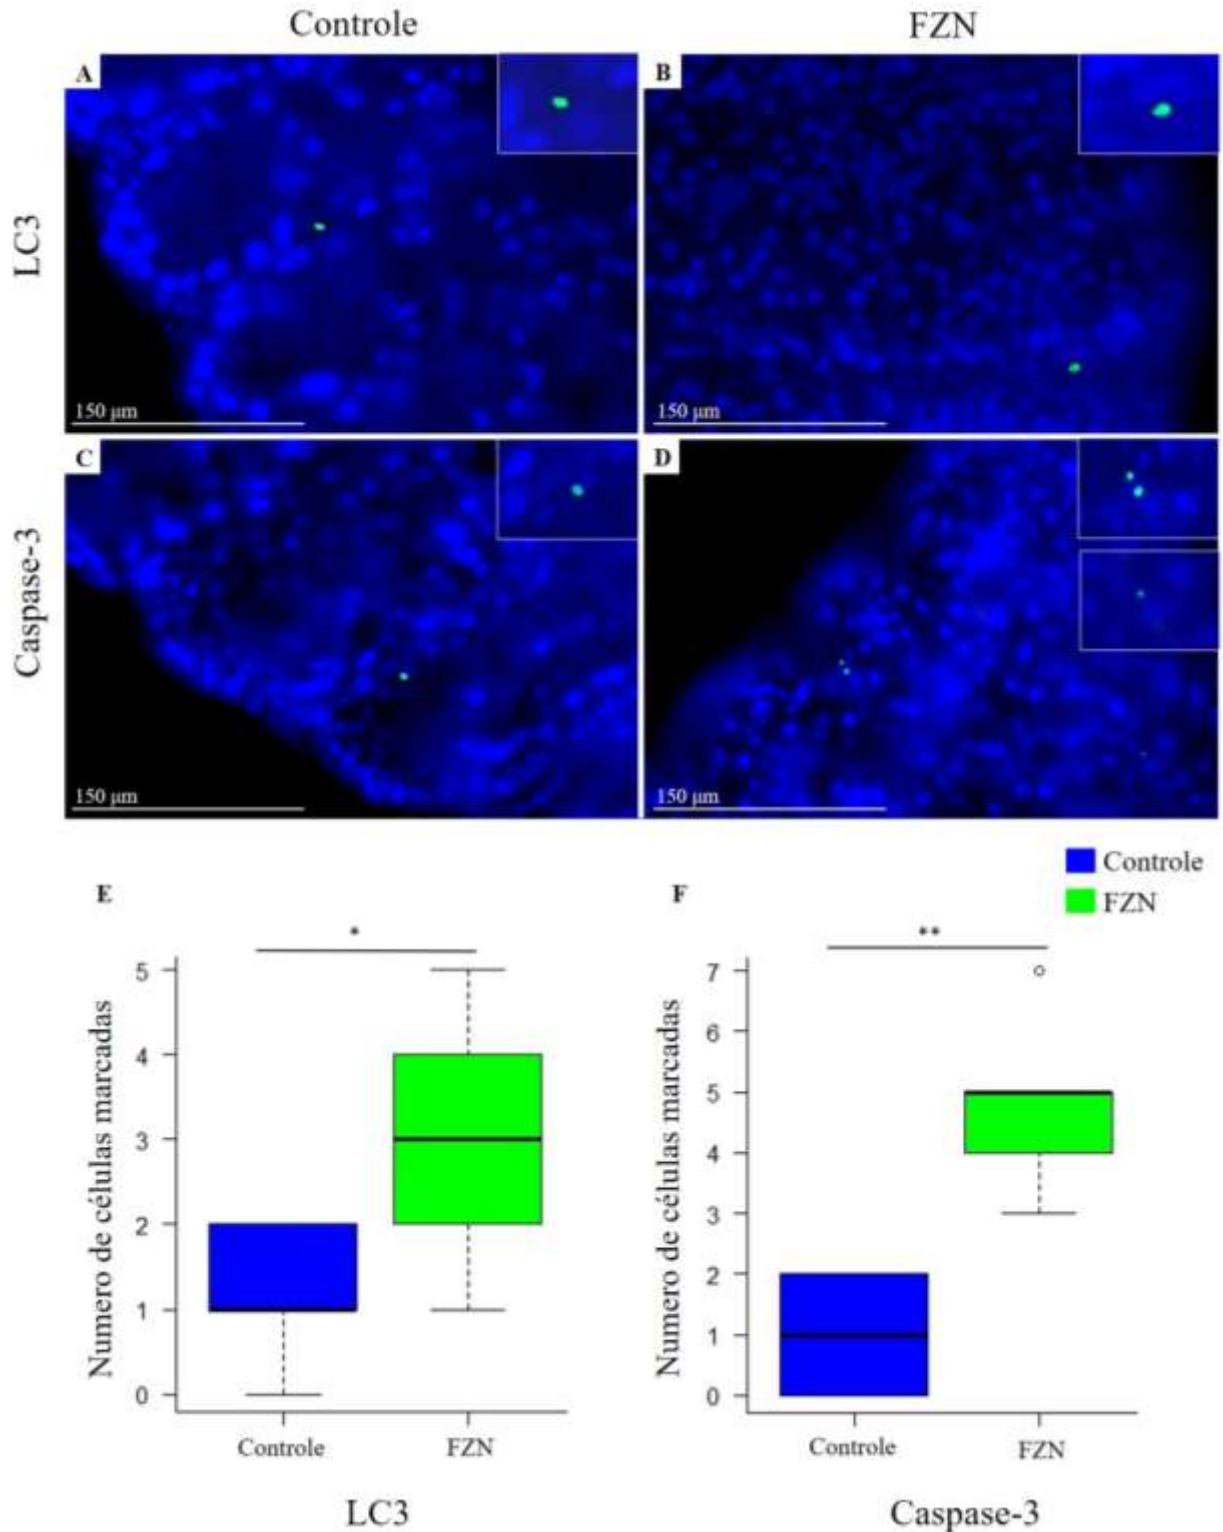 Controle FZN
A B
LC3
150 µm 150 µm
C D
Caspase-3
150 µm 150 µm
Controle
FZN
E F
* **
Numero de células marcadas
5
4
3
2
1
0
Controle FZN
LC3
Numero de células marcadas
7
6
5
4
3
2
1
0
Controle FZN
Caspase-3